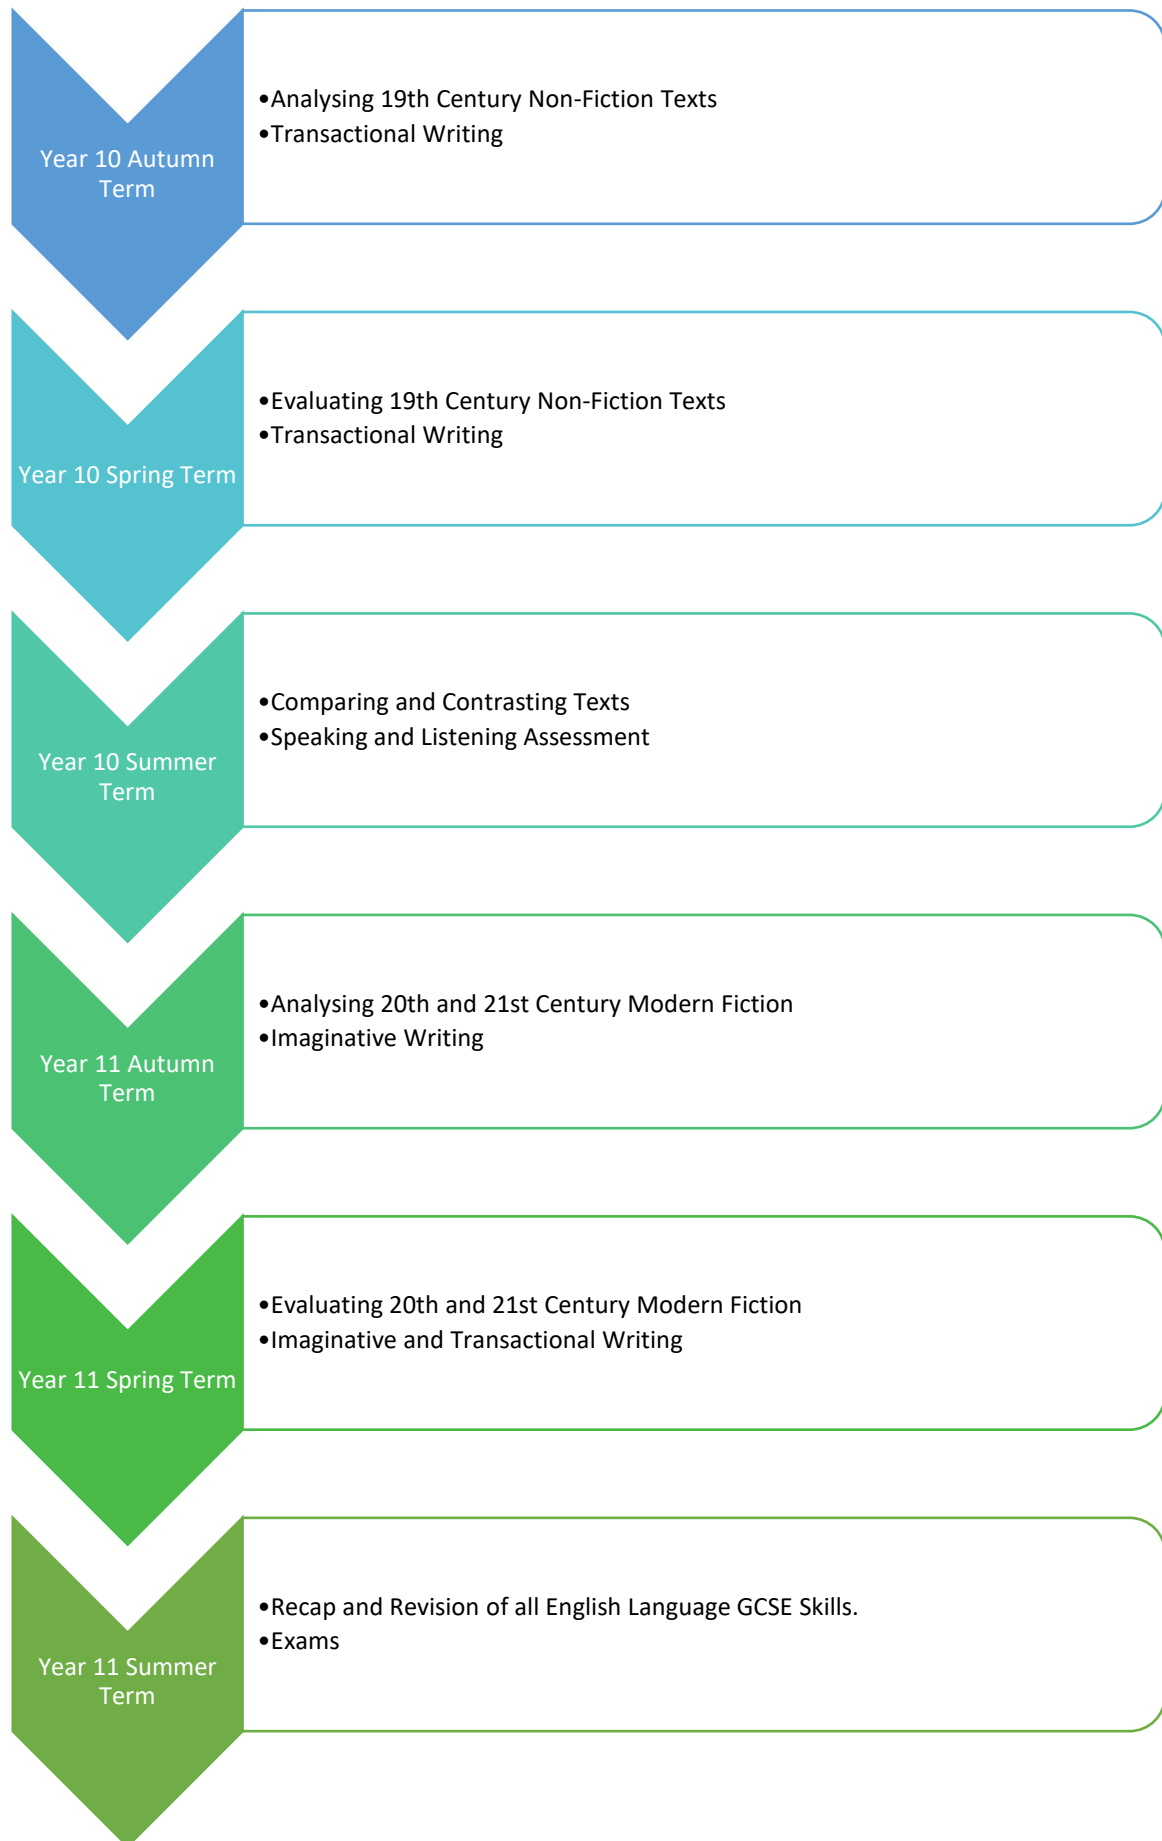 Year 10 Autumn
Term
•Analysing 19th Century Non-Fiction Texts
•Transactional Writing
Year 10 Spring Term
•Evaluating 19th Century Non-Fiction Texts
•Transactional Writing
Year 10 Summer
Term
•Comparing and Contrasting Texts
•Speaking and Listening Assessment
Year 11 Autumn
Term
•Analysing 20th and 21st Century Modern Fiction
•Imaginative Writing
Year 11 Spring Term
•Evaluating 20th and 21st Century Modern Fiction
•Imaginative and Transactional Writing
Year 11 Summer
Term
•Recap and Revision of all English Language GCSE Skills.
•Exams